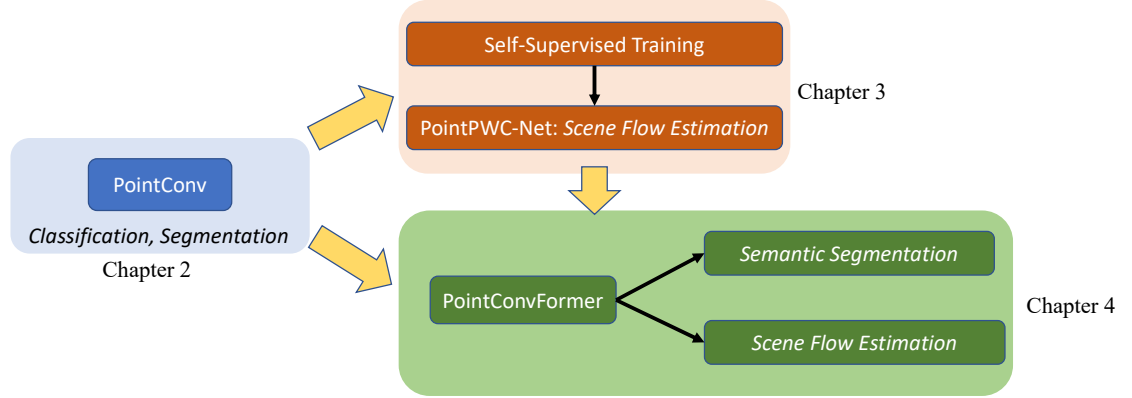 Self-Supervised Training
PointPWC-Net: Scene Flow Estimation
Chapter 3
PointConv
Classification, Segmentation
Chapter 2
PointConvFormer
Semantic Segmentation
Scene Flow Estimation
Chapter 4